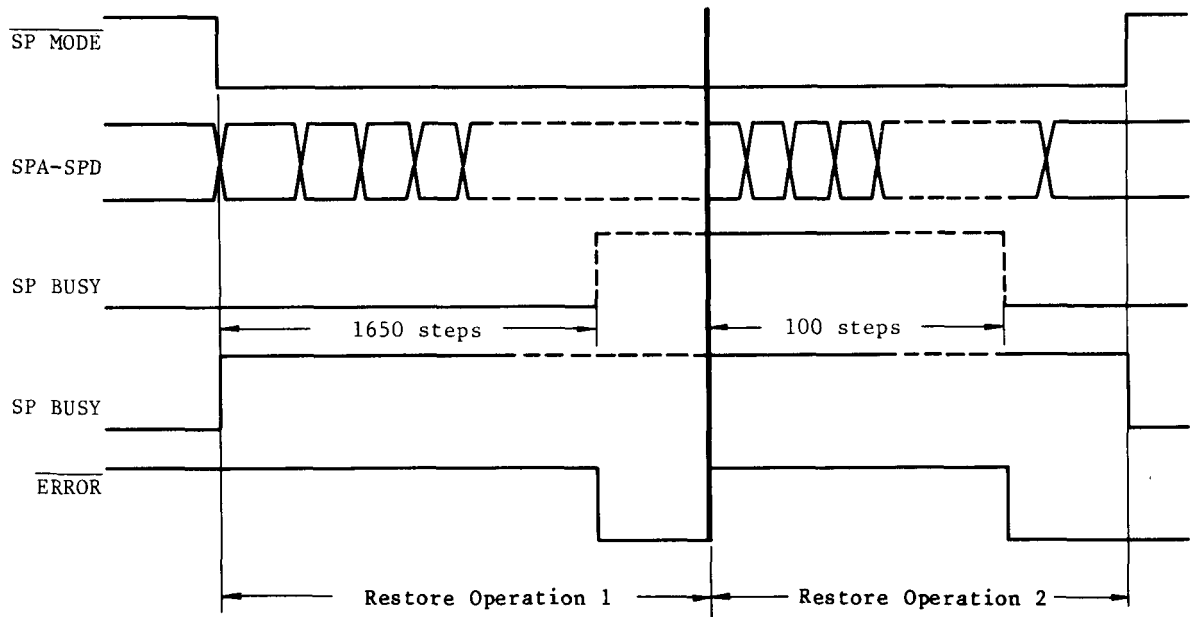 SP MODE
SPA-SPD
SP BUSY
1650 steps
100 steps
SP BUSY
ERROR
Restore Operation 1
Restore Operation 2